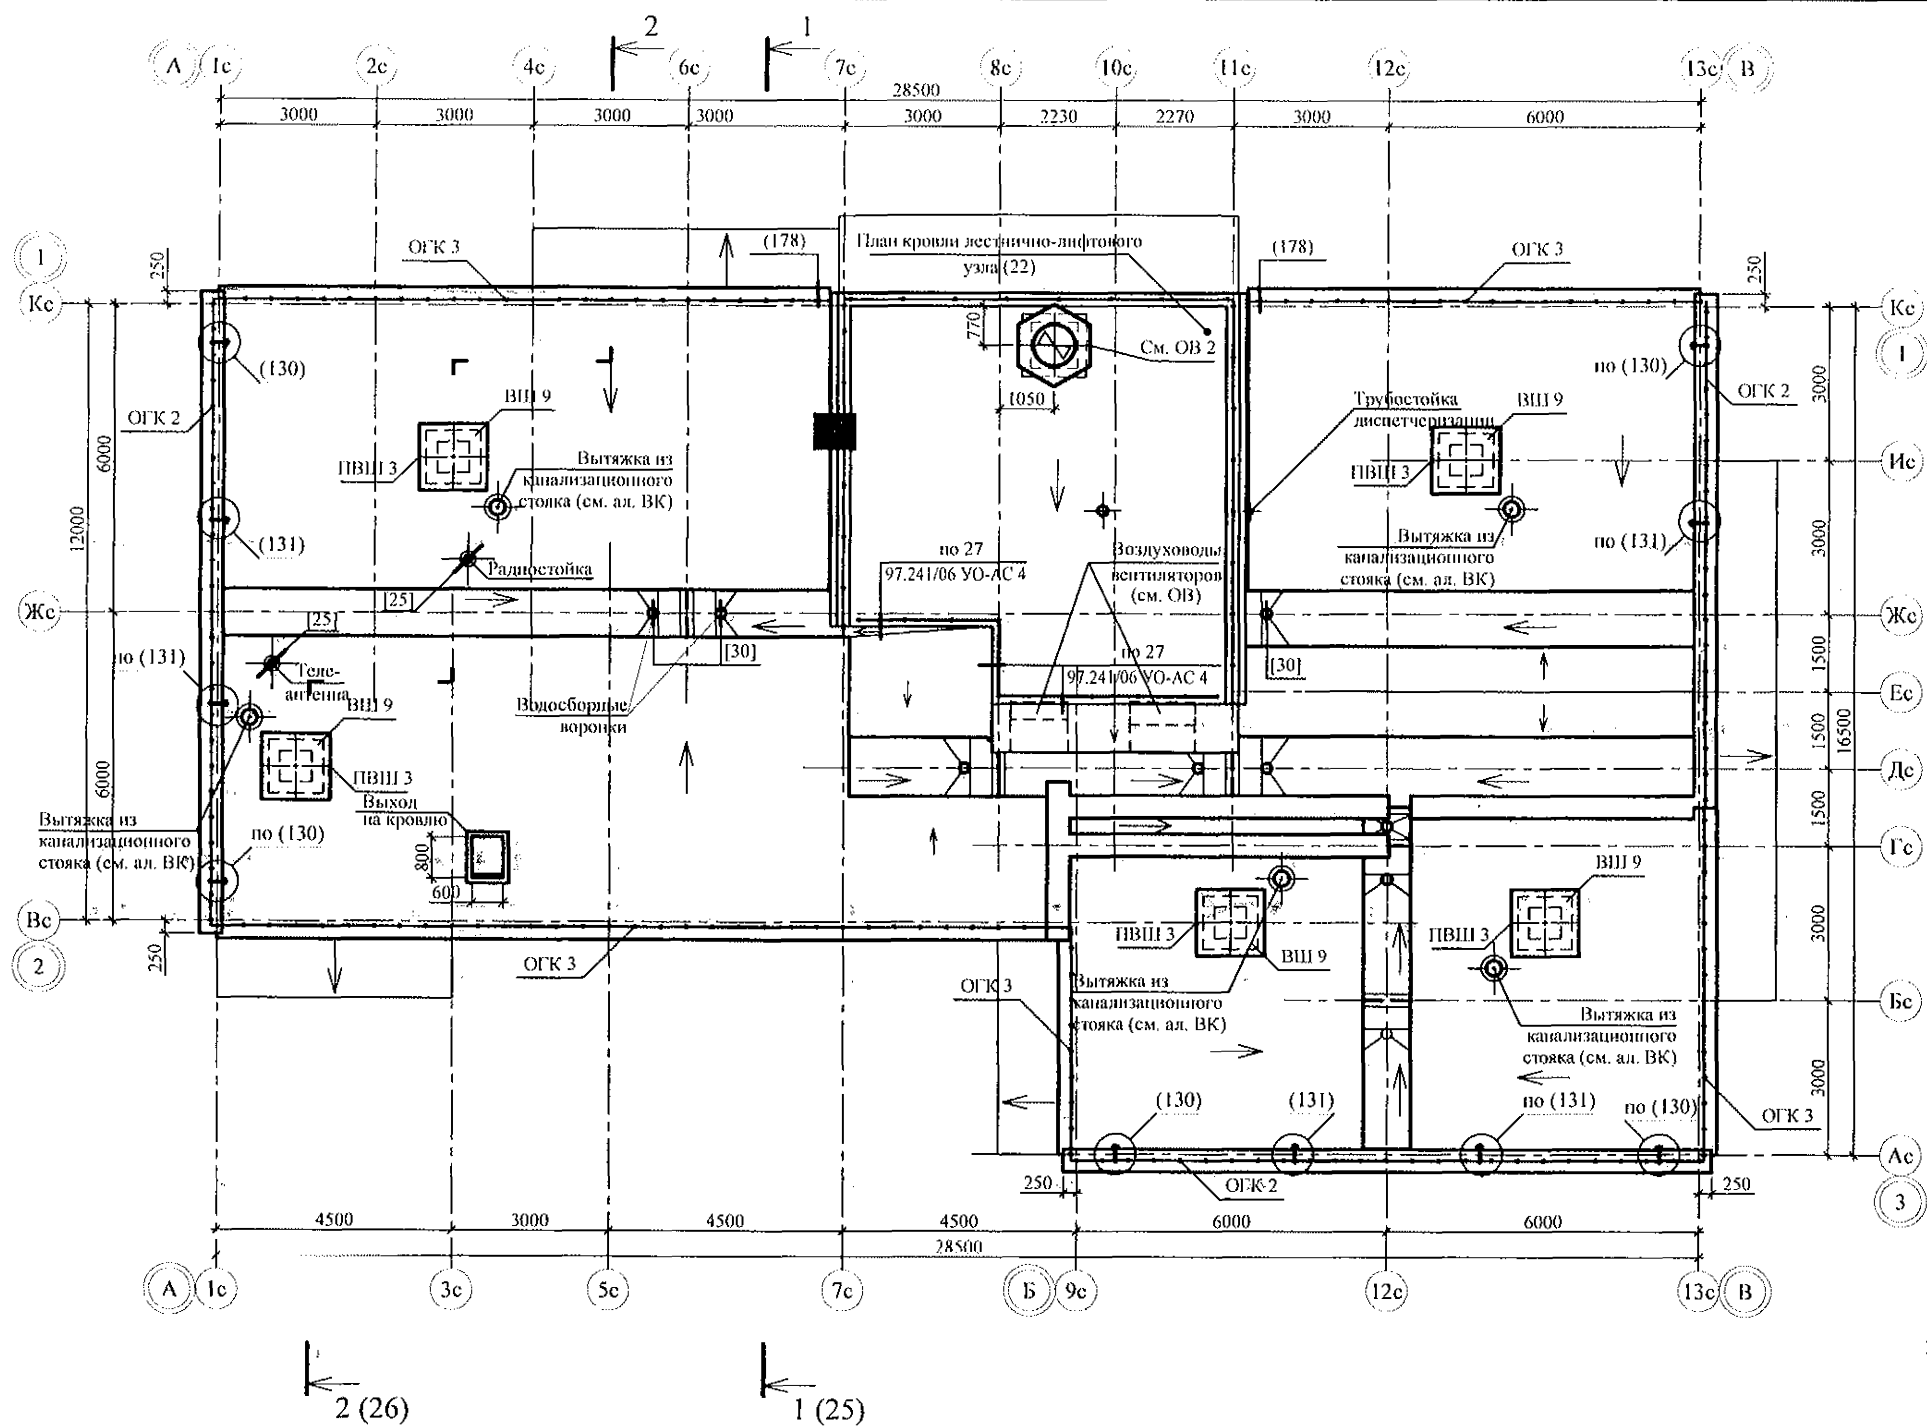 2
1
А
1с
2с
4с
6с
7с
8с
10с
11с
12с
13с
В
28500
3000
3000
3000
3000
3000
2230
2270
3000
6000
1
250
ОГК 3
(178)
План кровли лестнично-лифтового
узла (22)
(178)
ОГК 3
250
Кс
Кс
1
770
См. ОВ 2
1050
(130)
по (130)
ОГК 2
ОГК 2
3000
ВШ 9
ПВШ 3
Вытяжка из
канализационного
стояка (см. ал. ВК)
Трубостойка
диспетчеризации
ВШ 9
ПВШ 3
Ис
6000
12000
(131)
Радиостойка
[25]
по 27
97.241/06 УО-АС 4
Воздуховоды
вентиляторов
(см. ОВ)
Вытяжка из
канализационного
стояка (см. ал. ВК)
по (131)
3000
Жс
Жс
[25]
[30]
[30]
по (131)
Теле-
антенна
ВШ 9
Водосборные
воронки
по 27
97.241/06 УО-АС 4
1500
Ес
1500
16500
Дс
ПВШ 3
Выход
на кровлю
800
600
6000
Вытяжка из
канализационного
стояка (см. ал. ВК)
по (130)
1500
Гс
ВШ 9
Вс
2
250
ОГК 3
ПВШ 3
ВШ 9
ПВШ 3
3000
ОГК 3
Вытяжка из
канализационного
стояка (см. ал. ВК)
Бс
Вытяжка из
канализационного
стояка (см. ал. ВК)
3000
(130)
(131)
по (131)
по (130)
ОГК 3
Ас
3
250
ОГК 2
250
4500
3000
4500
4500
6000
6000
28500
А
1с
3с
5с
7с
Б
9с
12с
13с
В
2 (26)
1 (25)